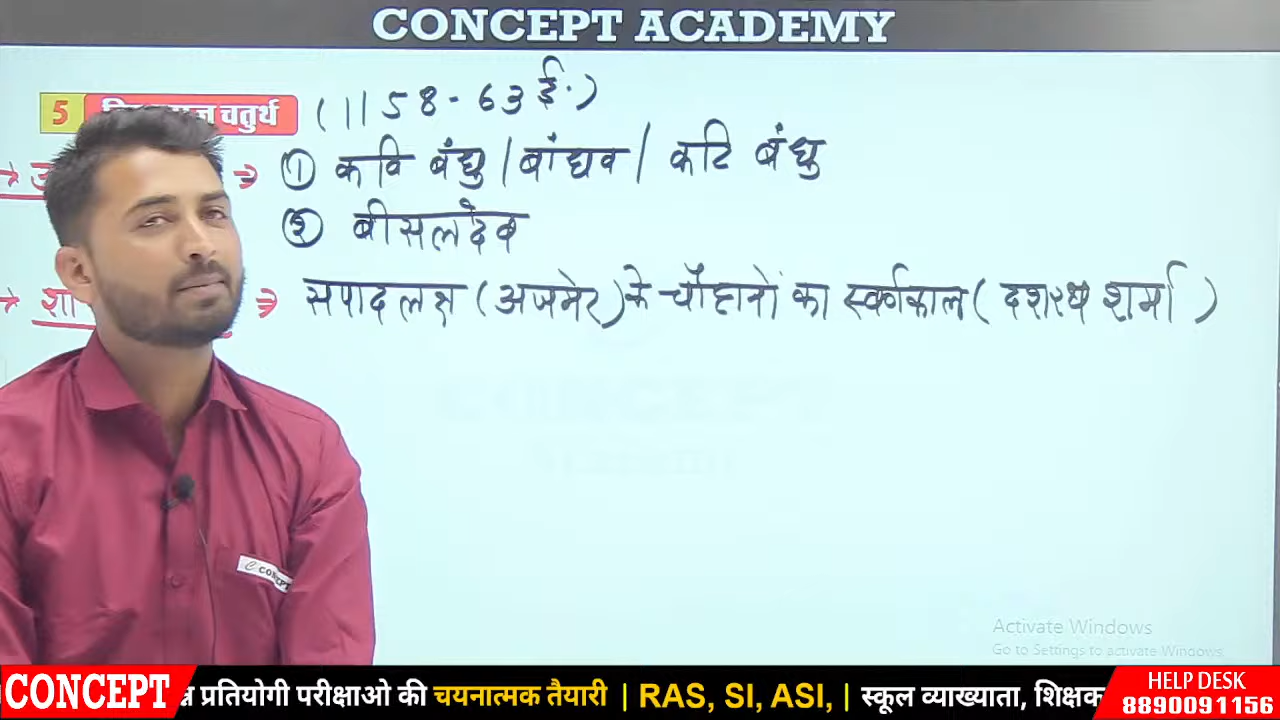 CONCEPT ACADEMY
5 चतुर्थ (1158-63 ई.)
→ ⇒ ① कवि बंधु / बांधव / कटि बंधु
② बीसलदेव
→ शा ⇒ सपादलक्ष (अजमेर) के चौहानों का स्वर्णकाल (दशरथ शर्मा)
CONCEPT
Activate Windows
Go to Settings to activate Windows.
CONCEPT प्रतियोगी परीक्षाओ की चयनात्मक तैयारी | RAS, SI, ASI, | स्कूल व्याख्याता, शिक्षक
HELP DESK
8890091156